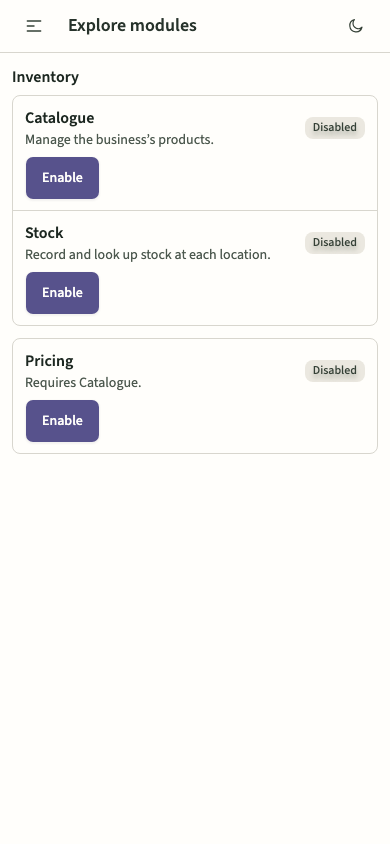 Explore modules
Inventory
Catalogue
Disabled
Manage the business's products.
Enable
Stock
Disabled
Record and look up stock at each location.
Enable
Pricing
Disabled
Requires Catalogue.
Enable